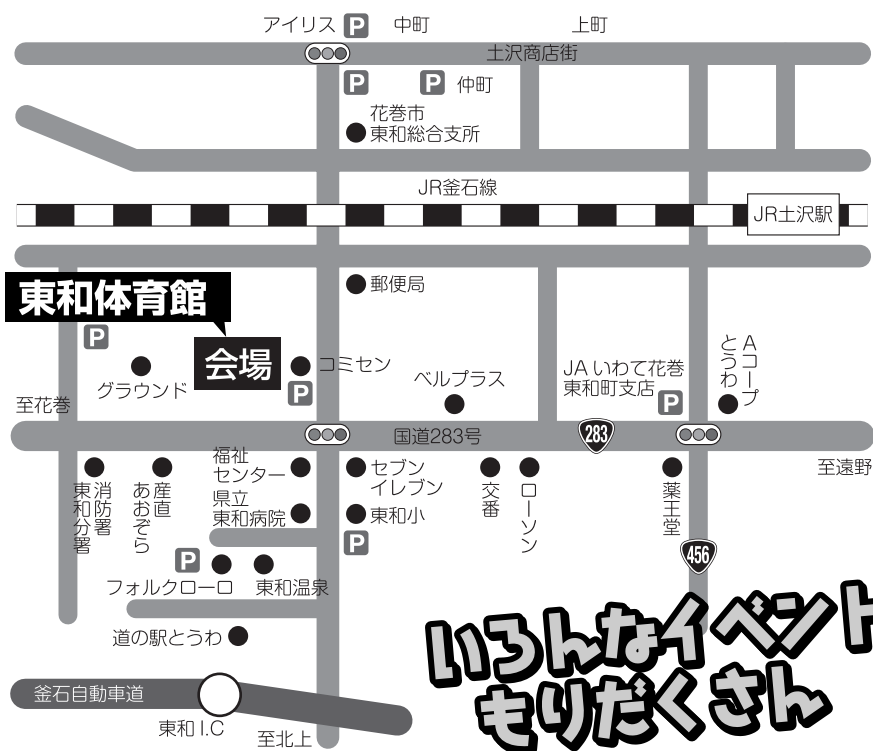 アイリス P 中町 上町
土沢商店街
P P 仲町
花巻市
東和総合支所
JR釜石線
JR土沢駅
郵便局
東和体育館
P
会場
コミセン
P
グラウンド
ベルプラス
JA いわて花巻
東和町支店
P
Aコープ
とうわ
至花巻
国道283号
283
至遠野
消防署
東和分署
産直
あおぞら
福祉
センター
県立
東和病院
セブン
イレブン
東和小
P
交番
ローソン
薬王堂
456
P
フォルクローロ
東和温泉
道の駅とうわ
釜石自動車道
東和 I.C
至北上
いろんなイベント
もりだくさん